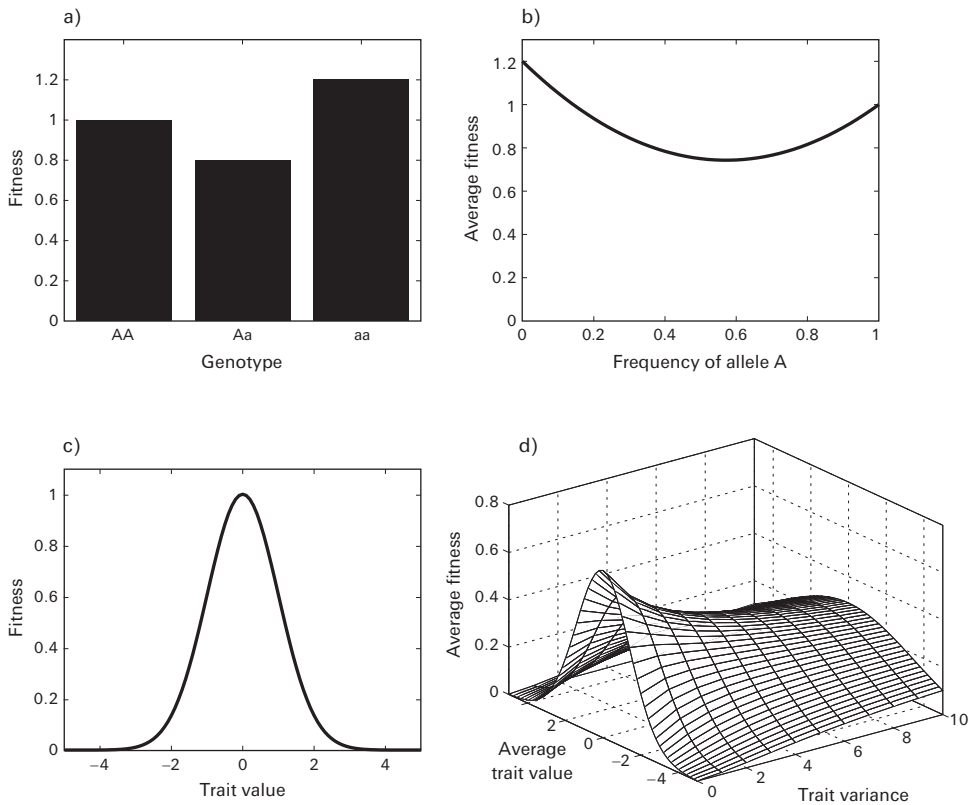 a)
Fitness
1.2
1
0.8
0.6
0.4
0.2
0
AA Aa aa
Genotype
b)
Average fitness
1.2
1
0.8
0.6
0.4
0.2
0
0 0.2 0.4 0.6 0.8 1
Frequency of allele A
c)
Fitness
1
0.8
0.6
0.4
0.2
0
−4 −2 0 2 4
Trait value
d)
Average fitness
0.8
0.6
0.4
0.2
0
2
0
−2
−4
Average
trait value
0
2
4
6
8
10
Trait variance